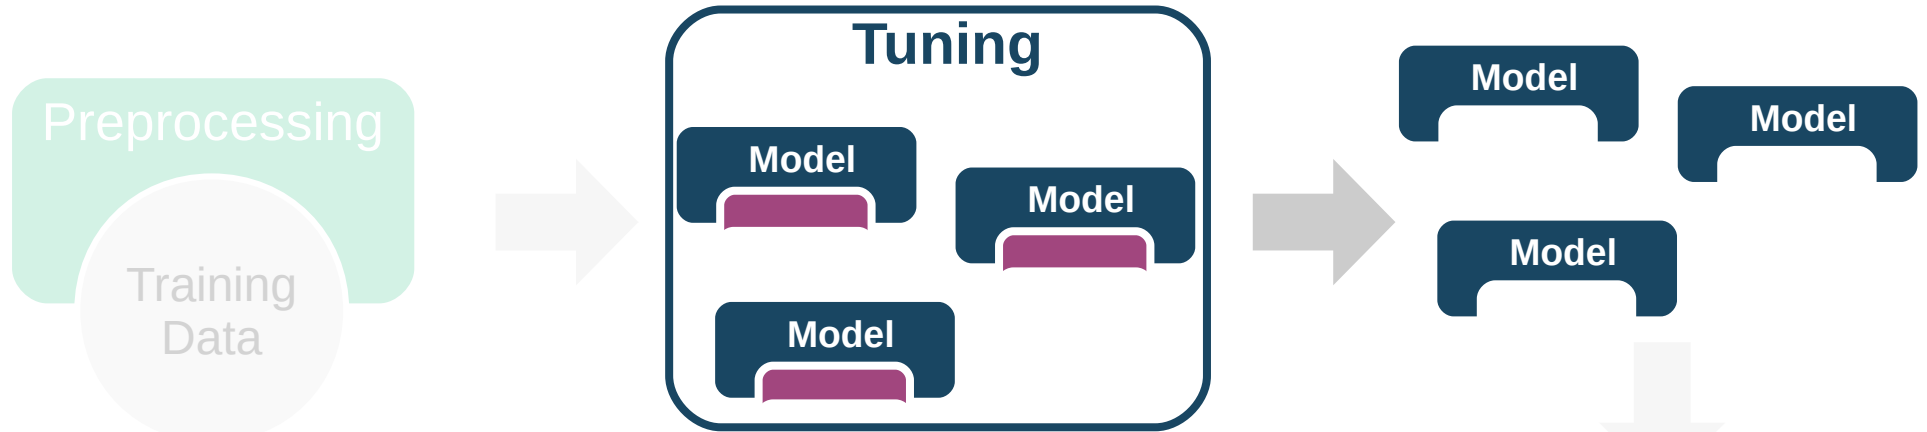 Preprocessing
Training
Data
Tuning
Model
Model
Model
Model
Model
Model